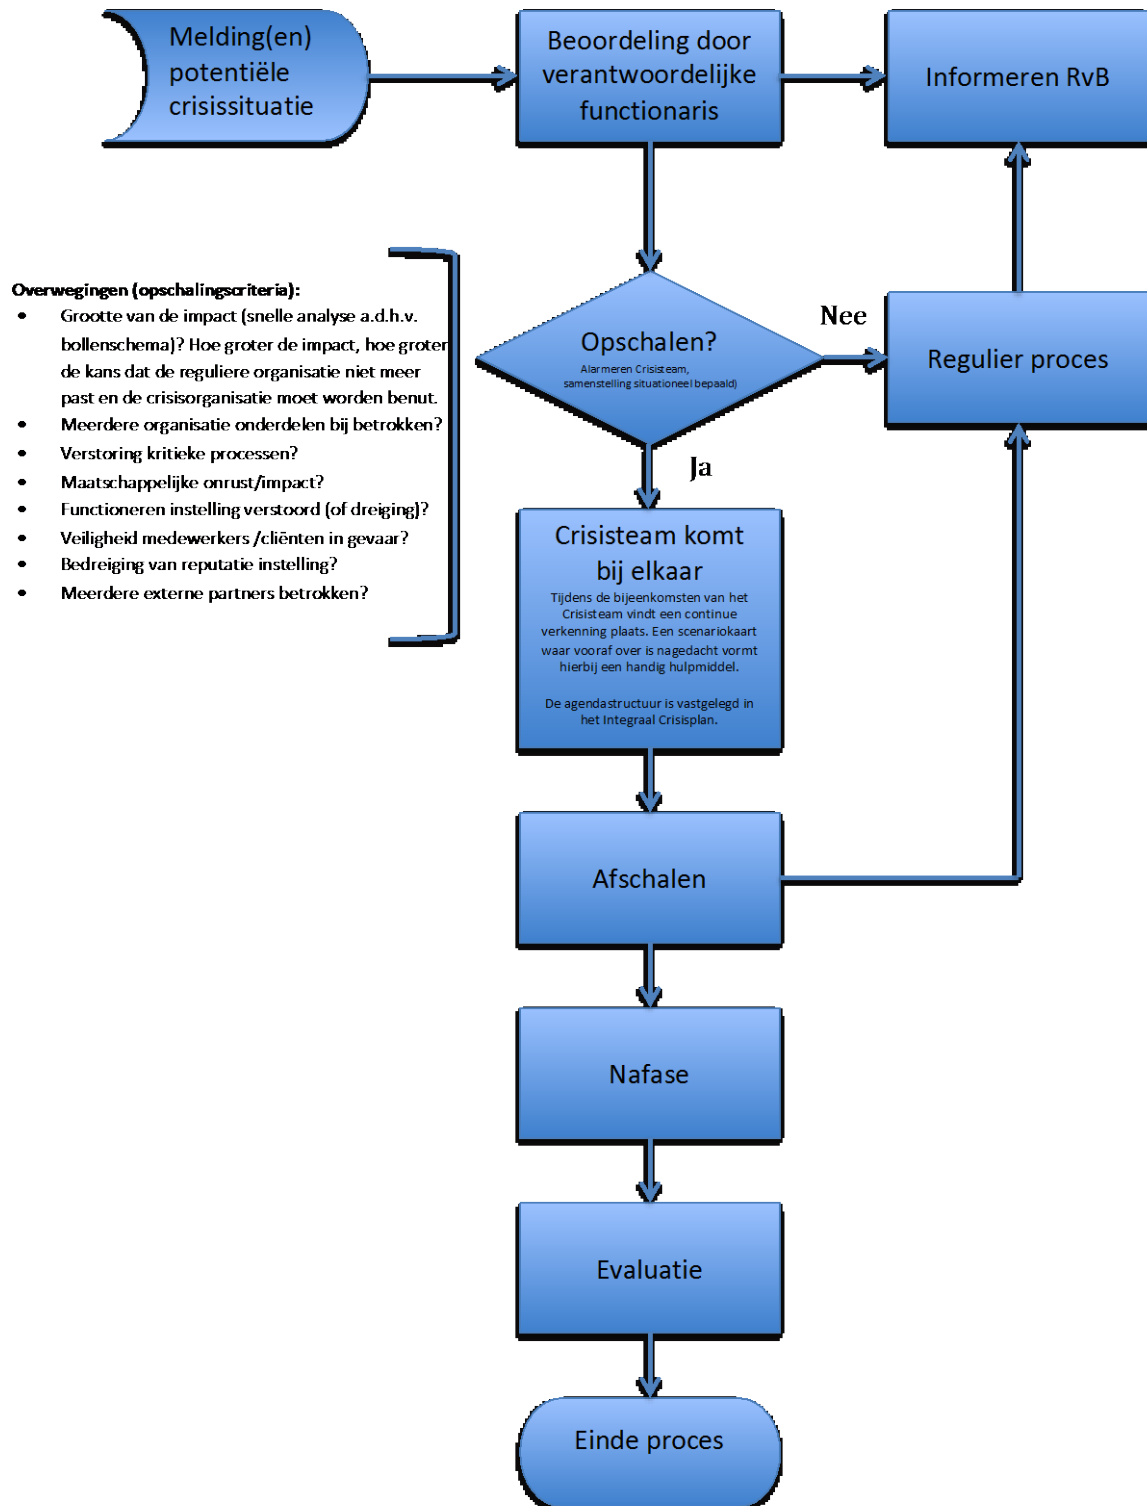 Melding(en)
potentiële
crisissituatie
Beoordeling door
verantwoordelijke
functionaris
Informeren RvB
Overwegingen (opschalingscriteria):
• Grootte van de impact (snelle analyse a.d.h.v.
bollenschema)? Hoe groter de impact, hoe groter
de kans dat de reguliere organisatie niet meer
past en de crisisorganisatie moet worden benut.
• Meerdere organisatie onderdelen bij betrokken?
• Verstoring kritieke processen?
• Maatschappelijke onrust/impact?
• Functioneren instelling verstoord (of dreiging)?
• Veiligheid medewerkers /cliënten in gevaar?
• Bedreiging van reputatie instelling?
• Meerdere externe partners betrokken?
Opschalen?
Alarmeren Crisisteam,
samenstelling situationeel bepaald)
Nee
Regulier proces
Ja
Crisisteam komt
bij elkaar
Tijdens de bijeenkomsten van het
Crisisteam vindt een continue
verkenning plaats. Een scenariokaart
waar vooraf over is nagedacht vormt
hierbij een handig hulpmiddel.
De agendastructuur is vastgelegd in
het Integraal Crisisplan.
Afschalen
Nafase
Evaluatie
Einde proces